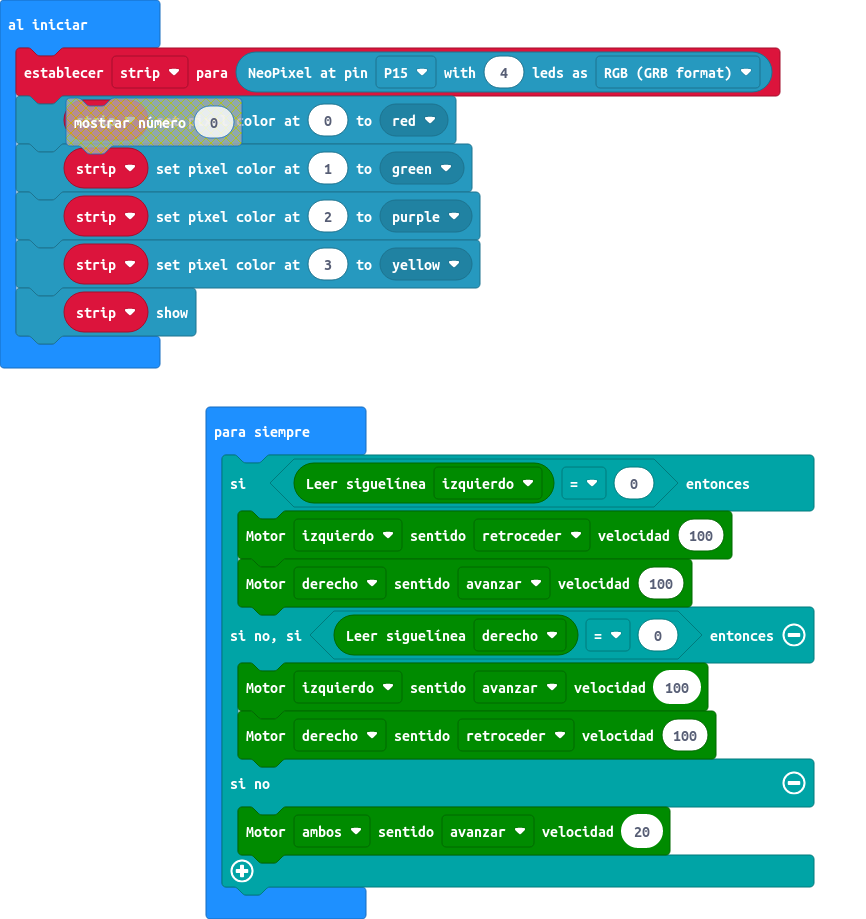 al iniciar
establecer strip para NeoPixel at pin P15 with 4 leds as RGB (GRB format)
mostrar número 0 color at 0 to red
strip set pixel color at 1 to green
strip set pixel color at 2 to purple
strip set pixel color at 3 to yellow
strip show
para siempre
si Leer siguelínea izquierdo = 0 entonces
Motor izquierdo sentido retroceder velocidad 100
Motor derecho sentido avanzar velocidad 100
si no, si Leer siguelínea derecho = 0 entonces
Motor izquierdo sentido avanzar velocidad 100
Motor derecho sentido retroceder velocidad 100
si no
Motor ambos sentido avanzar velocidad 20